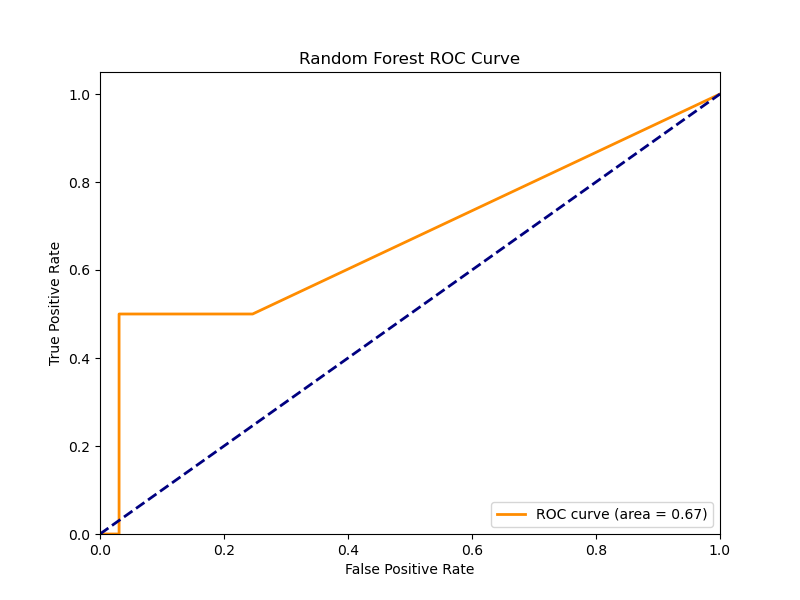 Random Forest ROC Curve
True Positive Rate
1.0
0.8
0.6
0.4
0.2
0.0
0.0 0.2 0.4 0.6 0.8 1.0
False Positive Rate
ROC curve (area = 0.67)